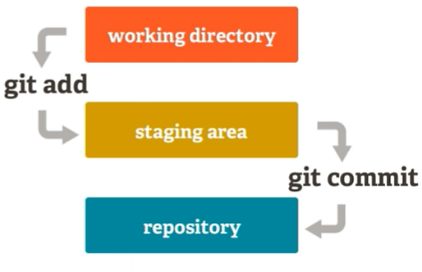 working directory
git add
staging area
git commit
repository